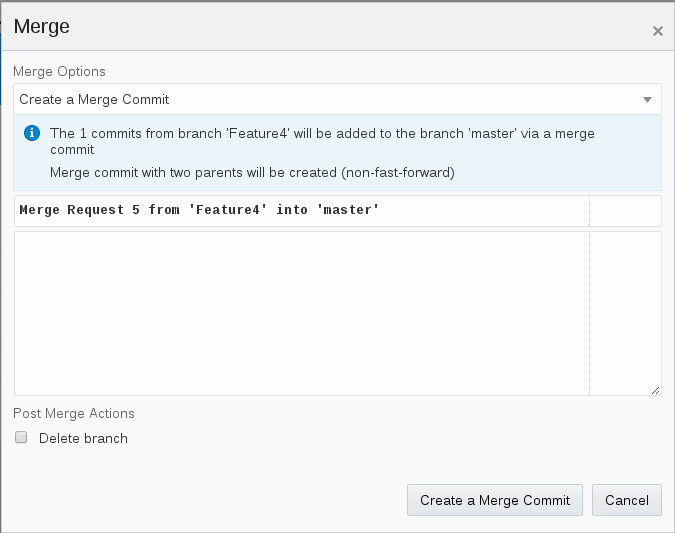 Merge
Merge Options
Create a Merge Commit
The 1 commits from branch 'Feature4' will be added to the branch 'master' via a merge
commit
Merge commit with two parents will be created (non-fast-forward)
Merge Request 5 from 'Feature4' into 'master'
Post Merge Actions
Delete branch
Create a Merge Commit
Cancel